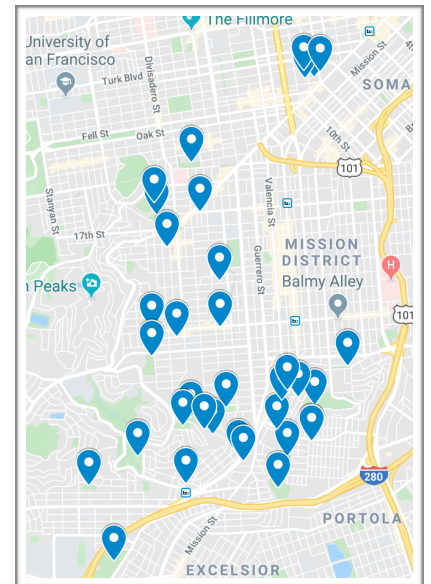 The Fillmore
University of
an Francisco
Turk Blvd
Divisadero St
Mission St
SOMA
Fell St
Oak St
10th St
101
Stanyan St
Valencia St
17th St
Guerrero St
MISSION
DISTRICT
H
Peaks
Balmy Alley
101
280
PORTOLA
Mission St
EXCELSIOR